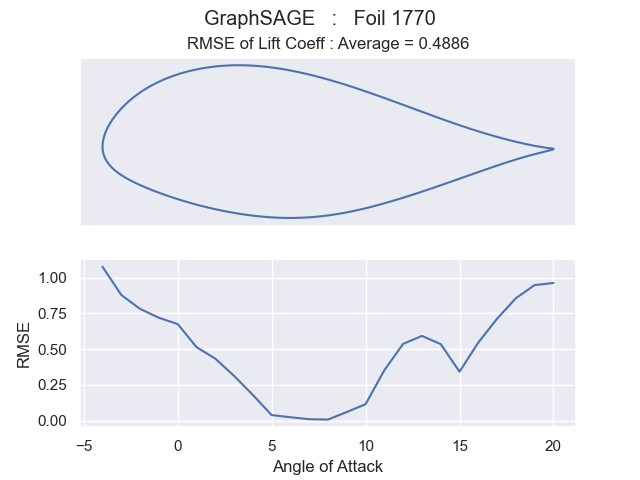 GraphSAGE : Foil 1770
RMSE of Lift Coeff : Average = 0.4886
1.00
0.75
0.50
0.25
0.00
RMSE
−5 0 5 10 15 20
Angle of Attack